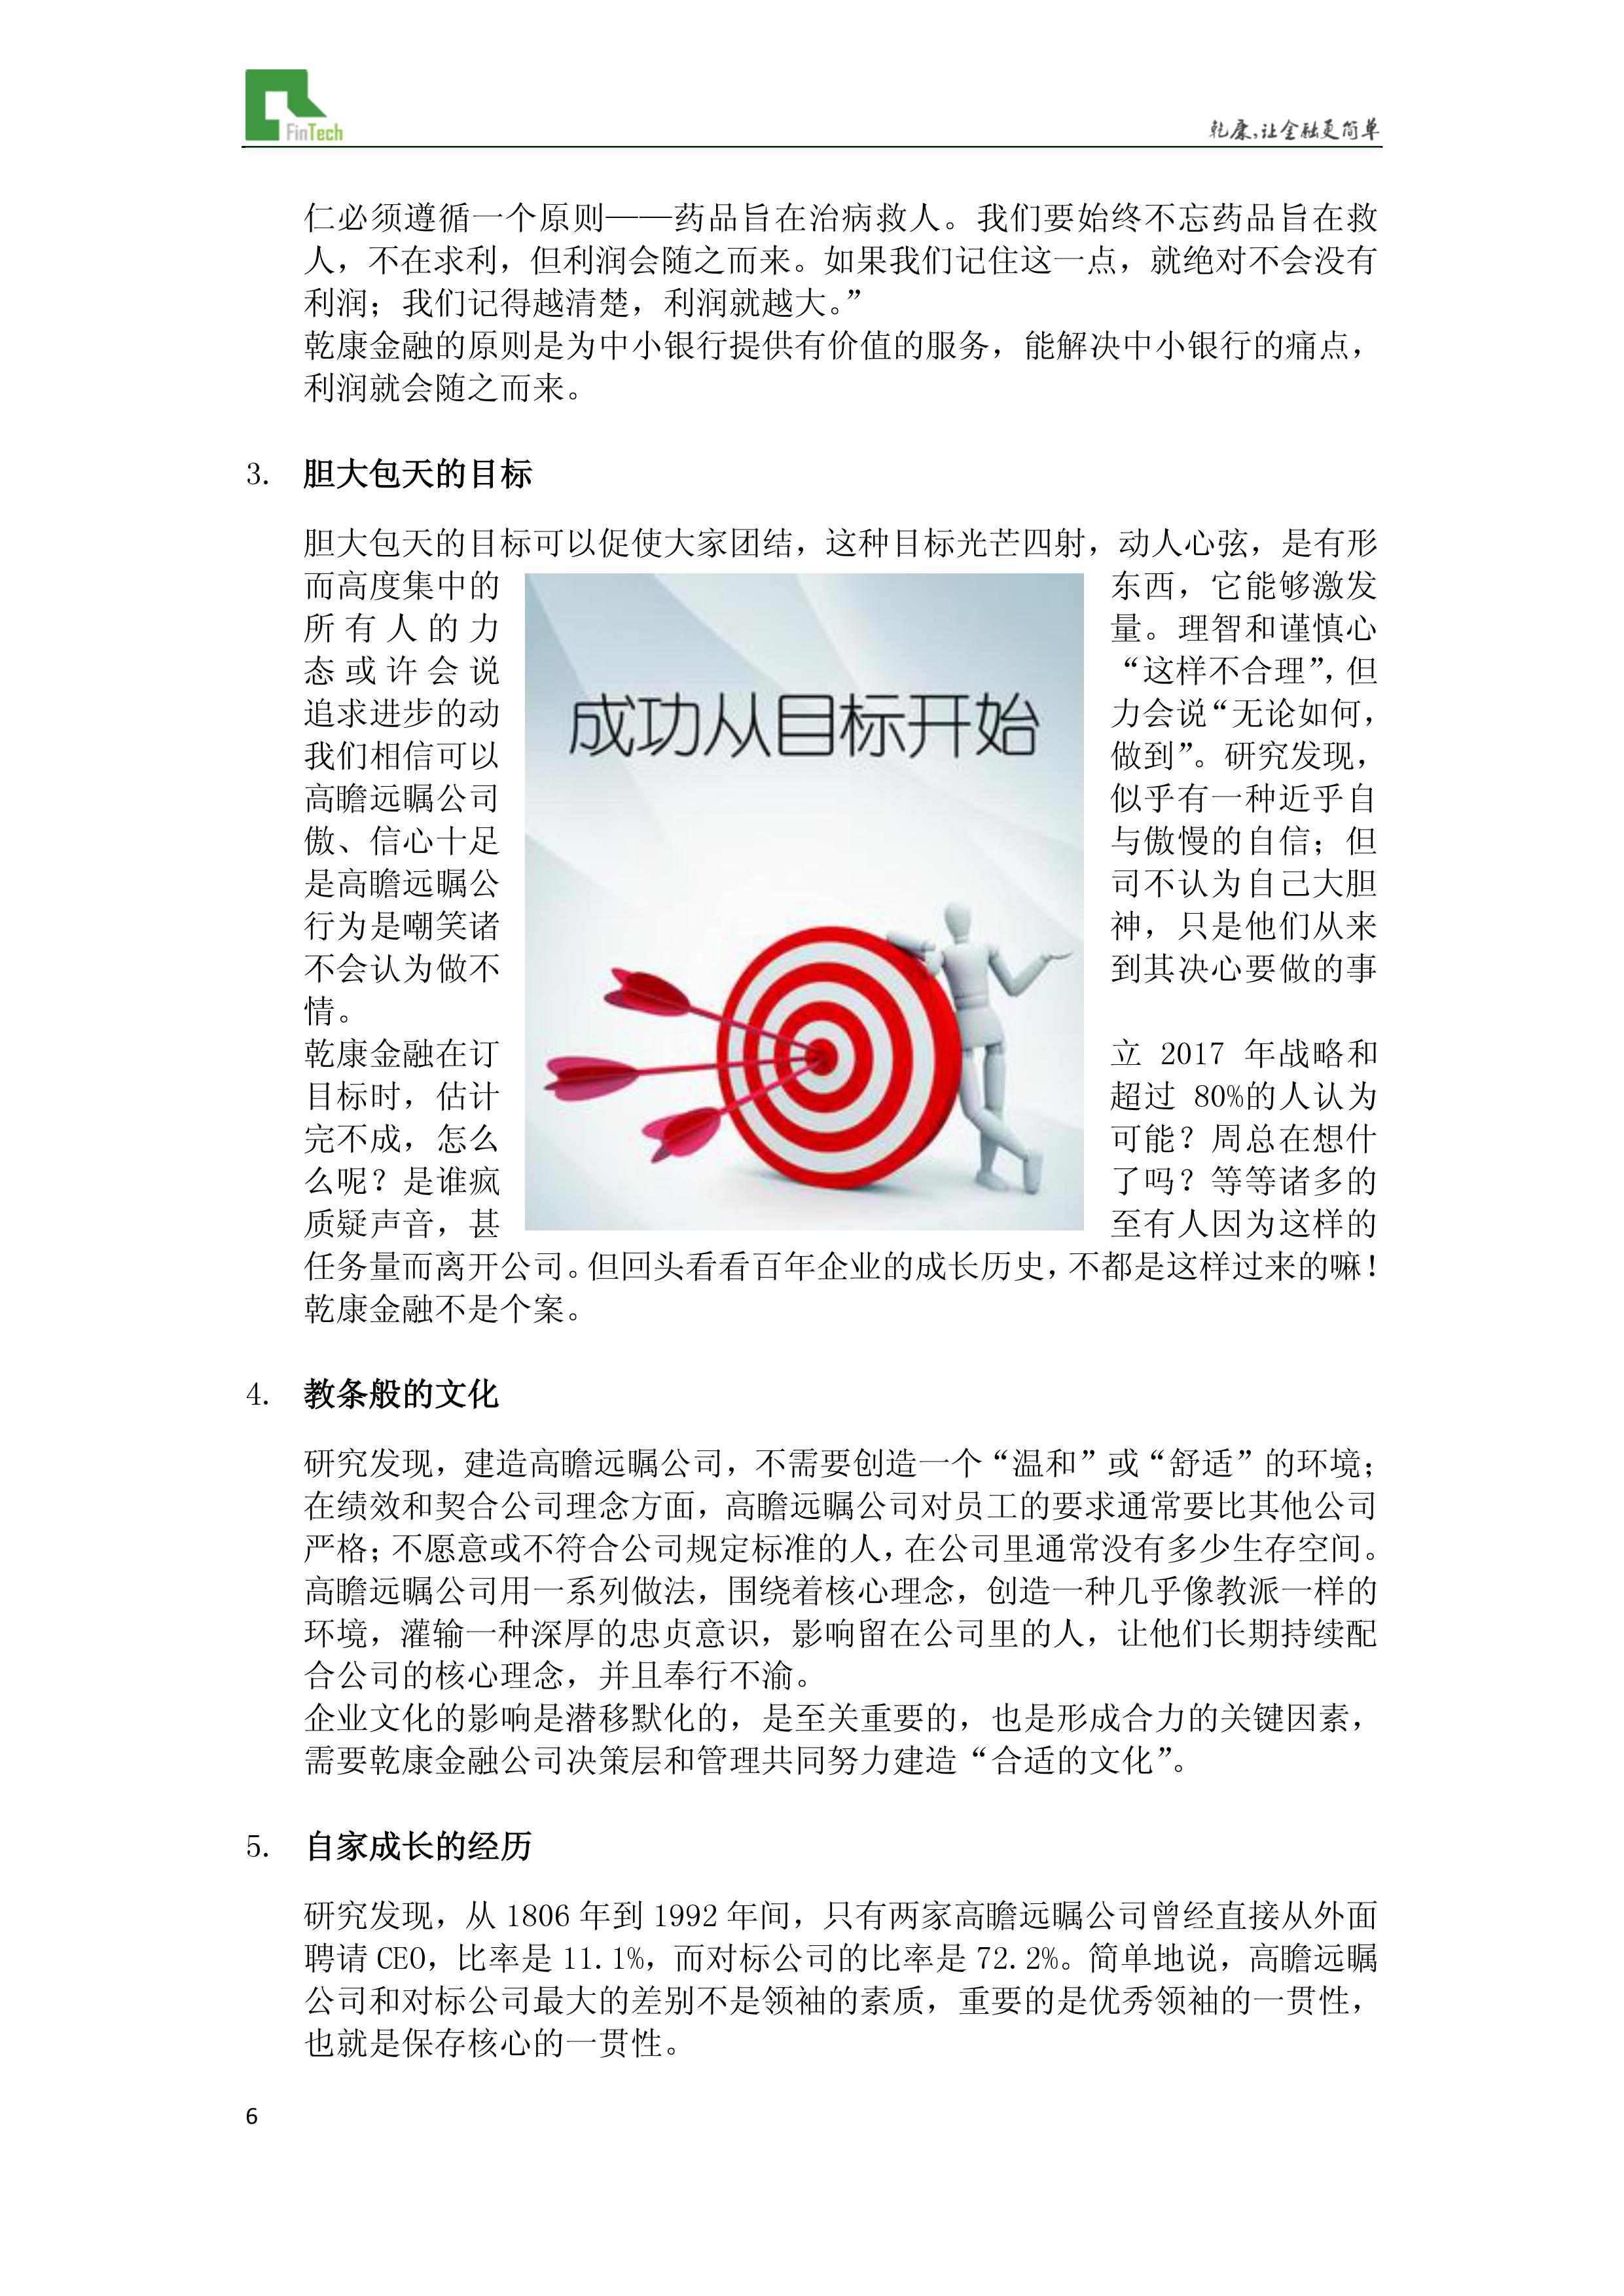 FinTech
乾康,让金融更简单
仁必须遵循一个原则——药品旨在治病救人。我们要始终不忘药品旨在救
人，不在求利，但利润会随之而来。如果我们记住这一点，就绝对不会没有
利润；我们记得越清楚，利润就越大。”
乾康金融的原则是为中小银行提供有价值的服务，能解决中小银行的痛点，
利润就会随之而来。
3. 胆大包天的目标
胆大包天的目标可以促使大家团结，这种目标光芒四射，动人心弦，是有形
而高度集中的东西，它能够激发
所有人的力量。理智和谨慎心
态或许会说“这样不合理”，但
追求进步的动力会说“无论如何，
我们相信可以做到”。研究发现，
高瞻远瞩公司似乎有一种近乎自
傲、信心十足与傲慢的自信；但
是高瞻远瞩公司不认为自己大胆
行为是嘲笑诸神，只是他们从来
不会认为做不到其决心要做的事
情。
乾康金融在订立 2017 年战略和
目标时，估计超过 80%的人认为
完不成，怎么可能？周总在想什
么呢？是谁疯了吗？等等诸多的
质疑声音，甚至有人因为这样的
任务量而离开公司。但回头看看百年企业的成长历史，不都是这样过来的嘛！
乾康金融不是个案。
成功从目标开始
4. 教条般的文化
研究发现，建造高瞻远瞩公司，不需要创造一个“温和”或“舒适”的环境；
在绩效和契合公司理念方面，高瞻远瞩公司对员工的要求通常要比其他公司
严格；不愿意或不符合公司规定标准的人，在公司里通常没有多少生存空间。
高瞻远瞩公司用一系列做法，围绕着核心理念，创造一种几乎像教派一样的
环境，灌输一种深厚的忠贞意识，影响留在公司里的人，让他们长期持续配
合公司的核心理念，并且奉行不渝。
企业文化的影响是潜移默化的，是至关重要的，也是形成合力的关键因素，
需要乾康金融公司决策层和管理共同努力建造“合适的文化”。
5. 自家成长的经历
研究发现，从 1806 年到 1992 年间，只有两家高瞻远瞩公司曾经直接从外面
聘请 CEO，比率是 11.1%，而对标公司的比率是 72.2%。简单地说，高瞻远瞩
公司和对标公司最大的差别不是领袖的素质，重要的是优秀领袖的一贯性，
也就是保存核心的一贯性。
6